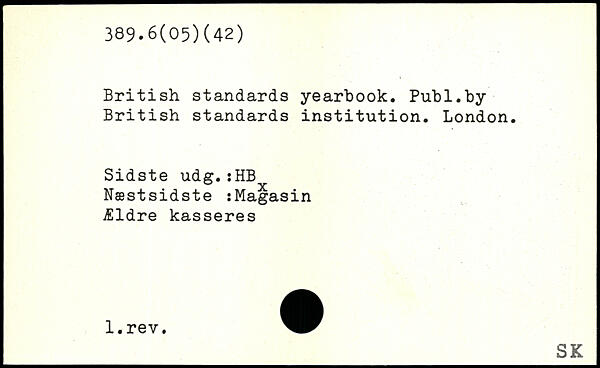 389.6(05)(42)
British standards yearbook. Publ.by
British standards institution. London.
Sidste udg.:HB
x
Næstsidste :Magasin
Ældre kasseres
1.rev.
SK